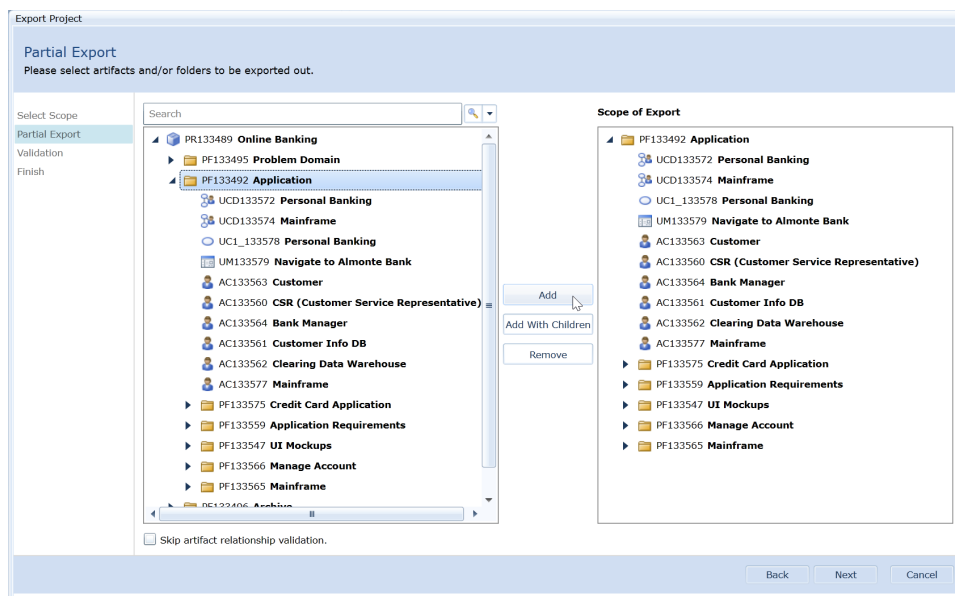 Export Project
Partial Export
Please select artifacts and/or folders to be exported out.
Select Scope
Partial Export
Validation
Finish
Search
PR133489 Online Banking
PF133495 Problem Domain
PF133492 Application
UCD133572 Personal Banking
UCD133574 Mainframe
UC1_133578 Personal Banking
UM133579 Navigate to Almonte Bank
AC133563 Customer
AC133560 CSR (Customer Service Representative)
AC133564 Bank Manager
AC133561 Customer Info DB
AC133562 Clearing Data Warehouse
AC133577 Mainframe
PF133575 Credit Card Application
PF133559 Application Requirements
PF133547 UI Mockups
PF133566 Manage Account
PF133565 Mainframe
PF133496 Archive
Skip artifact relationship validation.
Add
Add With Children
Remove
Scope of Export
PF133492 Application
UCD133572 Personal Banking
UCD133574 Mainframe
UC1_133578 Personal Banking
UM133579 Navigate to Almonte Bank
AC133563 Customer
AC133560 CSR (Customer Service Representative)
AC133564 Bank Manager
AC133561 Customer Info DB
AC133562 Clearing Data Warehouse
AC133577 Mainframe
PF133575 Credit Card Application
PF133559 Application Requirements
PF133547 UI Mockups
PF133566 Manage Account
PF133565 Mainframe
Back
Next
Cancel